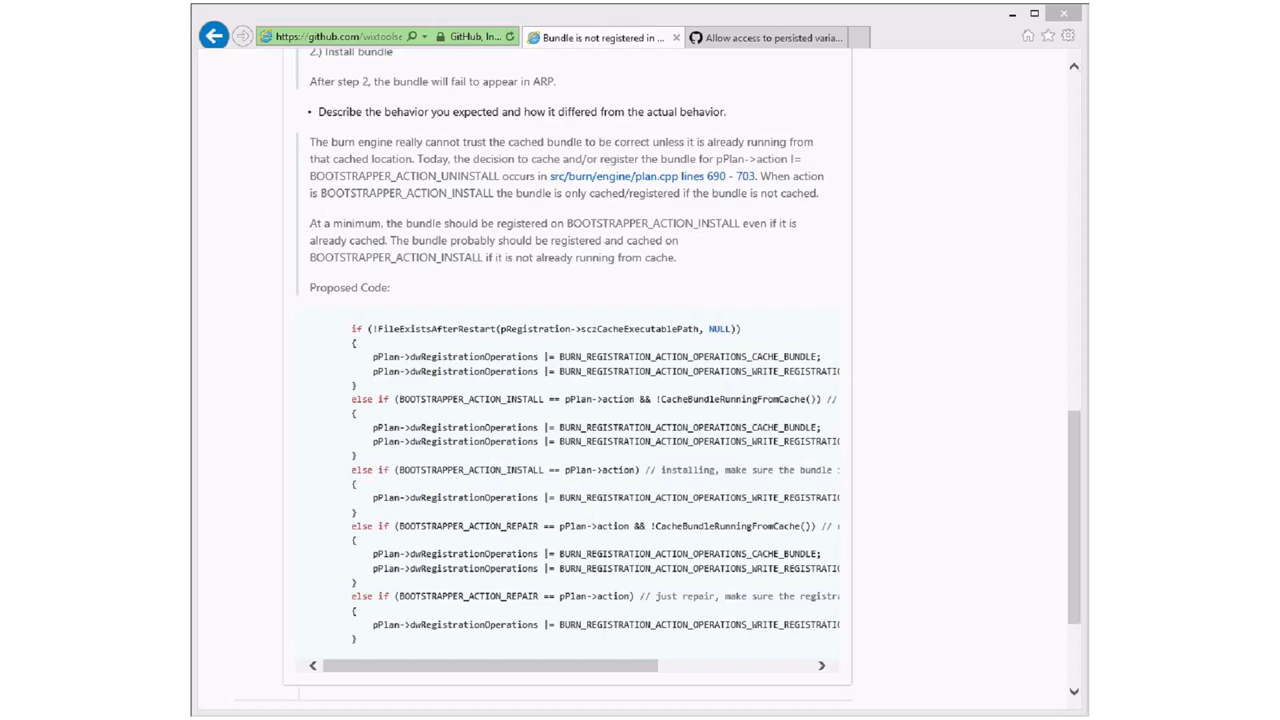 https://github.com/wixtoolse
GitHub, In...
Bundle is not registered in ...
Allow access to persisted varia...
2.) Install bundle
After step 2, the bundle will fail to appear in ARP.
• Describe the behavior you expected and how it differed from the actual behavior.
The burn engine really cannot trust the cached bundle to be correct unless it is already running from
that cached location. Today, the decision to cache and/or register the bundle for pPlan->action !=
BOOTSTRAPPER_ACTION_UNINSTALL occurs in src/burn/engine/plan.cpp lines 690 - 703. When action
is BOOTSTRAPPER_ACTION_INSTALL the bundle is only cached/registered if the bundle is not cached.
At a minimum, the bundle should be registered on BOOTSTRAPPER_ACTION_INSTALL even if it is
already cached. The bundle probably should be registered and cached on
BOOTSTRAPPER_ACTION_INSTALL if it is not already running from cache.
Proposed Code:
if (!FileExistsAfterRestart(pRegistration->sczCacheExecutablePath, NULL))
{
pPlan->dwRegistrationOperations |= BURN_REGISTRATION_ACTION_OPERATIONS_CACHE_BUNDLE;
pPlan->dwRegistrationOperations |= BURN_REGISTRATION_ACTION_OPERATIONS_WRITE_REGISTRATI
}
else if (BOOTSTRAPPER_ACTION_INSTALL == pPlan->action && !CacheBundleRunningFromCache()) //
{
pPlan->dwRegistrationOperations |= BURN_REGISTRATION_ACTION_OPERATIONS_CACHE_BUNDLE;
pPlan->dwRegistrationOperations |= BURN_REGISTRATION_ACTION_OPERATIONS_WRITE_REGISTRATI
}
else if (BOOTSTRAPPER_ACTION_INSTALL == pPlan->action) // installing, make sure the bundle
{
pPlan->dwRegistrationOperations |= BURN_REGISTRATION_ACTION_OPERATIONS_WRITE_REGISTRATI
}
else if (BOOTSTRAPPER_ACTION_REPAIR == pPlan->action && !CacheBundleRunningFromCache()) //
{
pPlan->dwRegistrationOperations |= BURN_REGISTRATION_ACTION_OPERATIONS_CACHE_BUNDLE;
pPlan->dwRegistrationOperations |= BURN_REGISTRATION_ACTION_OPERATIONS_WRITE_REGISTRATI
}
else if (BOOTSTRAPPER_ACTION_REPAIR == pPlan->action) // just repair, make sure the registra
{
pPlan->dwRegistrationOperations |= BURN_REGISTRATION_ACTION_OPERATIONS_WRITE_REGISTRATI
}